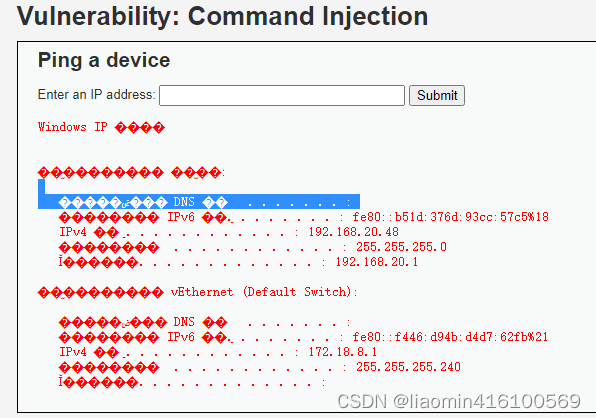 Vulnerability: Command Injection
Ping a device
Enter an IP address: Submit
Windows IP ����
���������� ����:
DNS �� . . . . . . . :
�������� IPv6 ��. . . . . . . . . : fe80::b51d:376d:93cc:57c5%18
IPv4 �� . . . . . . . . . . . . : 192.168.20.48
�������� . . . . . . . . . . . . : 255.255.255.0
Ĭ������. . . . . . . . . . . . . : 192.168.20.1
���������� vEthernet (Default Switch):
DNS �� . . . . . . . :
�������� IPv6 ��. . . . . . . . . : fe80::f446:d94b:d4d7:62fb%21
IPv4 �� . . . . . . . . . . . . : 172.18.8.1
�������� . . . . . . . . . . . . : 255.255.255.240
Ĭ������. . . . . . . . . . . . . :
CSDN @liaomin416100569